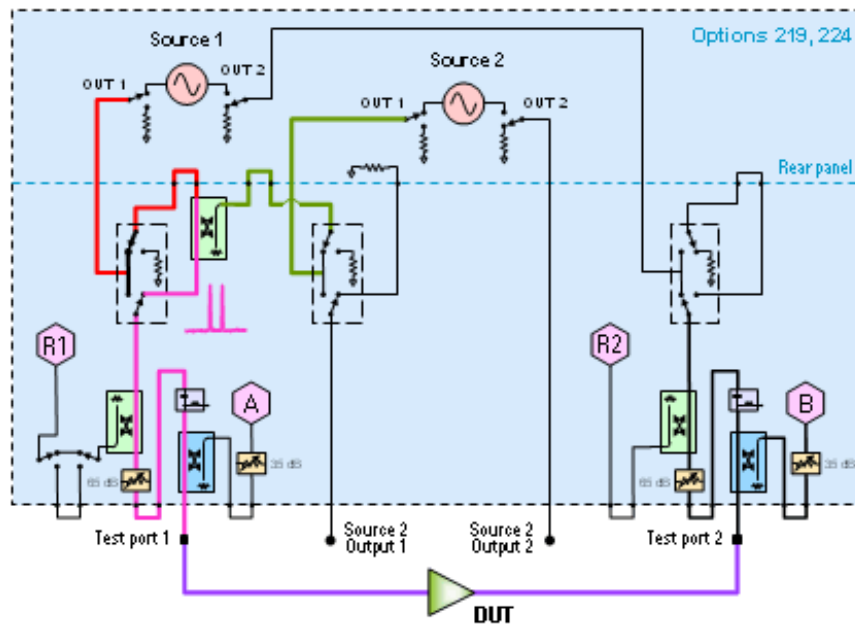 Options 219, 224
Source 1
OUT 1
OUT 2
Source 2
OUT 1
OUT 2
Rear panel
R1
A
R2
B
35 dB
35 dB
65 dB
65 dB
Test port 1
Source 2
Output 1
Source 2
Output 2
Test port 2
DUT